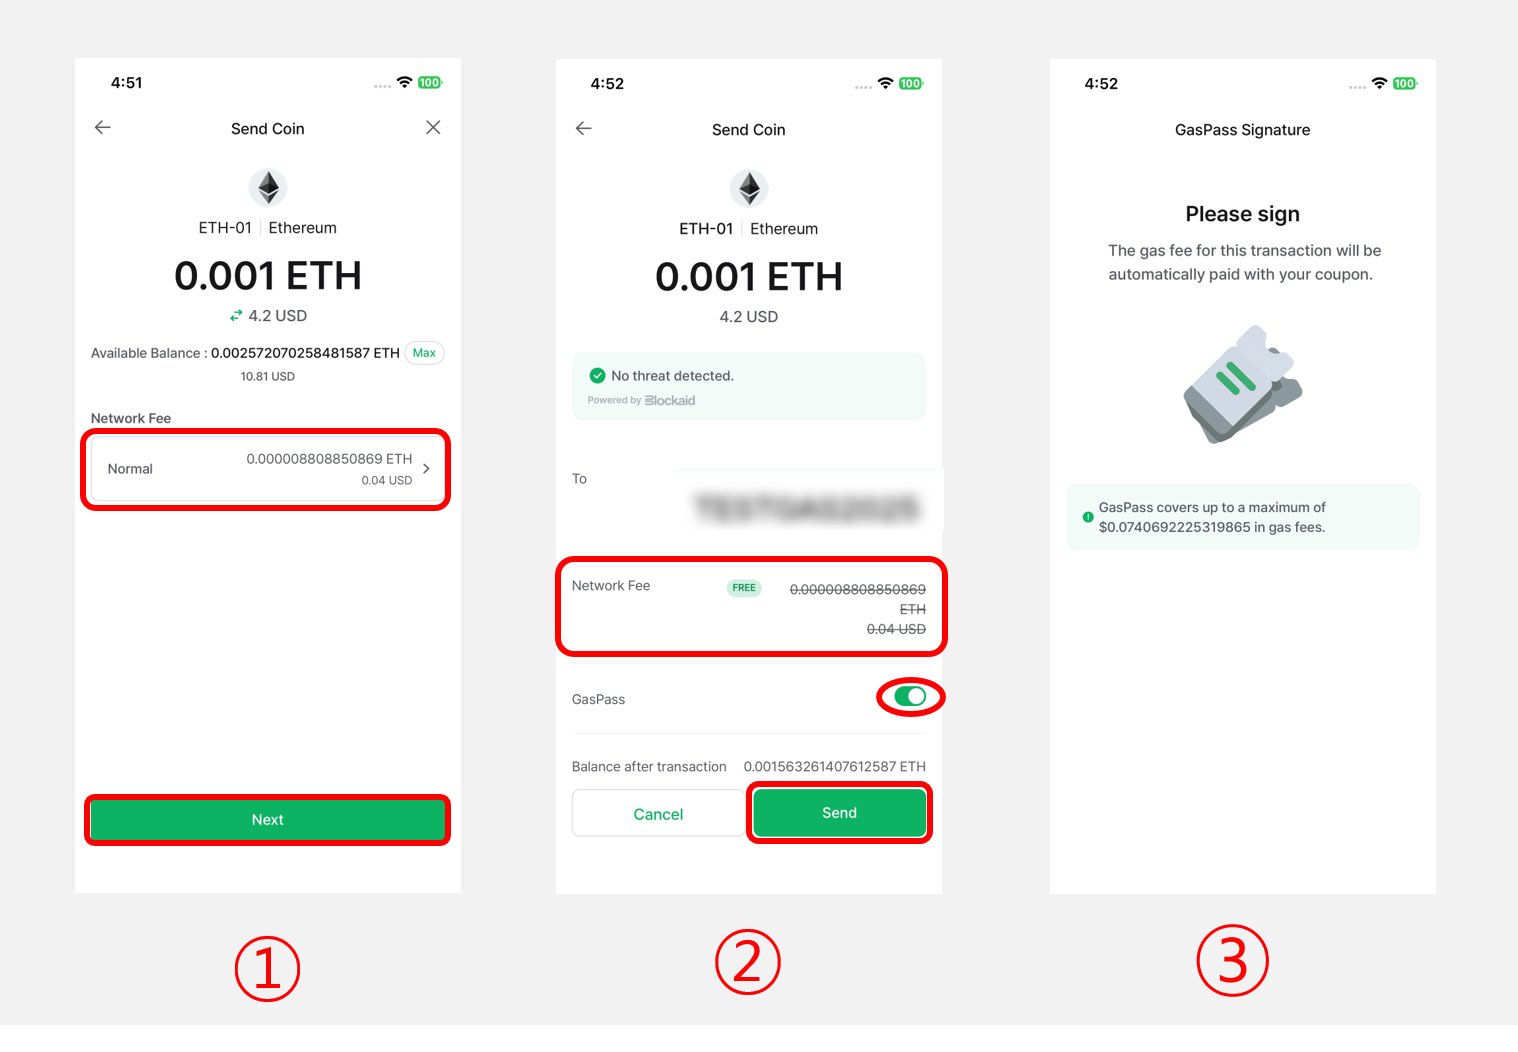 4:51
100
Send Coin
ETH-01 Ethereum
0.001 ETH
4.2 USD
Available Balance : 0.002572070258481587 ETH Max
10.81 USD
Network Fee
Normal 0.000008808850869 ETH
0.04 USD
Next
①
4:52
100
Send Coin
ETH-01 Ethereum
0.001 ETH
4.2 USD
No threat detected.
Powered by Blockaid
To
TESTGAS2025
Network Fee FREE 0.000008808850869
ETH
0.04 USD
GasPass
Balance after transaction 0.001563261407612587 ETH
Cancel Send
②
4:52
100
GasPass Signature
Please sign
The gas fee for this transaction will be
automatically paid with your coupon.
GasPass covers up to a maximum of
$0.0740692225319865 in gas fees.
③